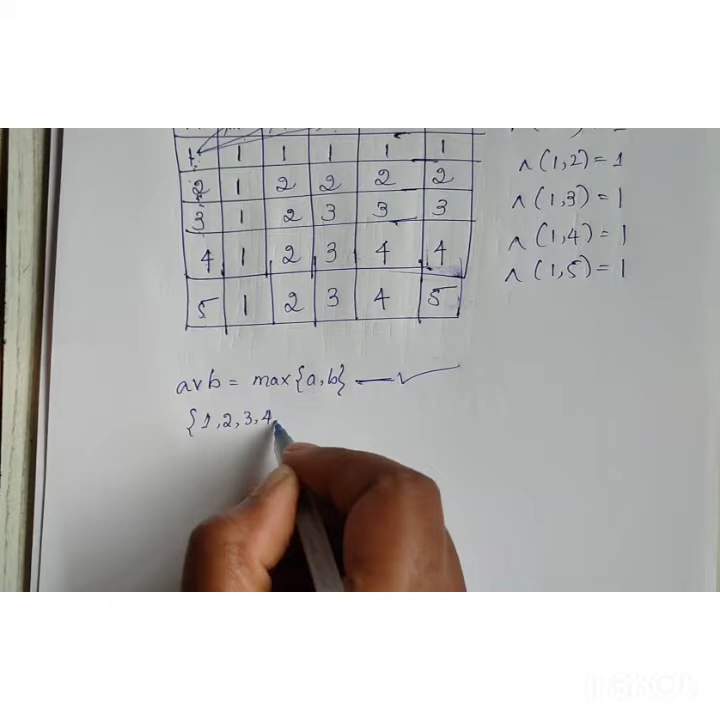 1 1 1 1 1 1
∧(1,2) = 1
2 1 2 2 2 2
∧(1,3) = 1
3 1 2 3 3 3
∧(1,4) = 1
4 1 2 3 4 4
∧(1,5) = 1
5 1 2 3 4 5
a∨b = max{a,b}
{1,2,3,4,